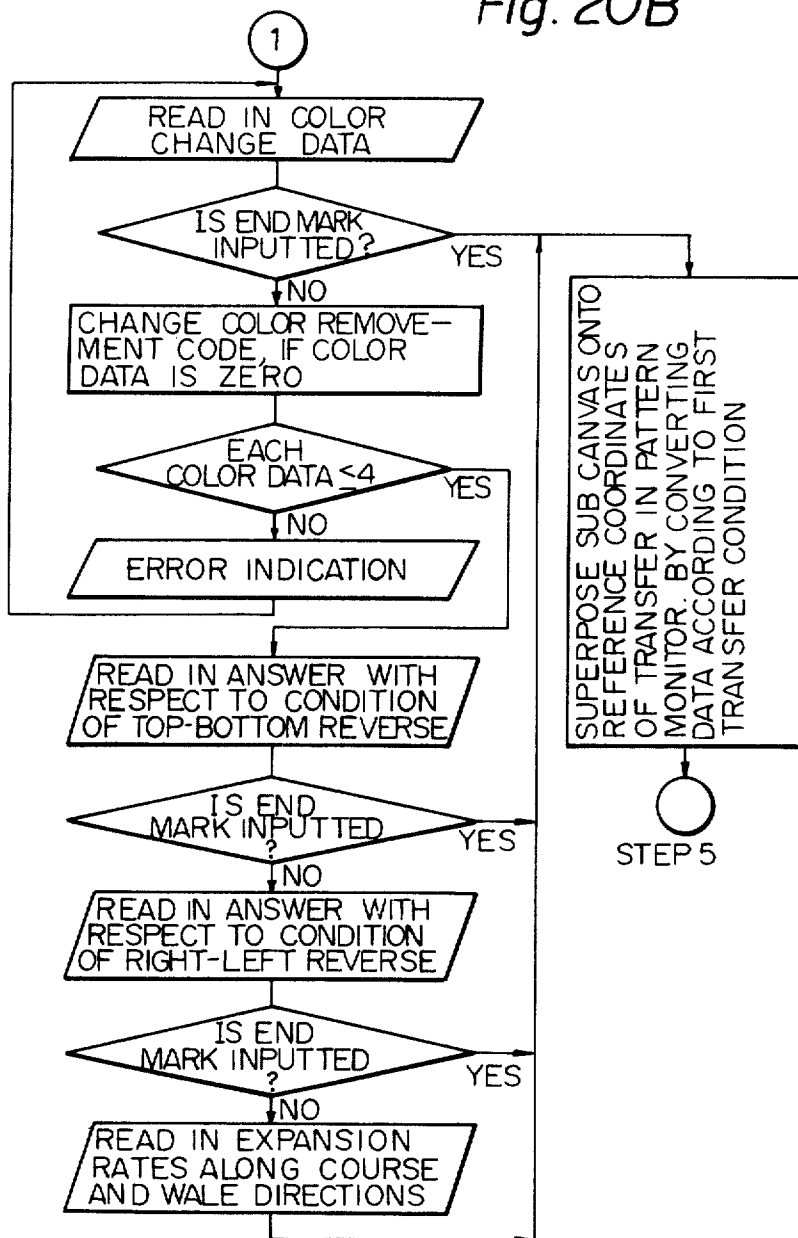 Fig. 20B
1
READ IN COLOR
CHANGE DATA
IS END MARK
INPUTTED?
YES
NO
CHANGE COLOR REMOVE-
MENT CODE, IF COLOR
DATA IS ZERO
EACH
COLOR DATA ≤4
YES
NO
ERROR INDICATION
READ IN ANSWER WITH
RESPECT TO CONDITION
OF TOP-BOTTOM REVERSE
IS END
MARK INPUTTED
?
YES
NO
READ IN ANSWER WITH
RESPECT TO CONDITION
OF RIGHT-LEFT REVERSE
IS END
MARK INPUTTED
?
YES
NO
READ IN EXPANSION
RATES ALONG COURSE
AND WALE DIRECTIONS
SUPERPOSE SUB CANVAS ONTO
REFERENCE COORDINATES
OF TRANSFER IN PATTERN
MONITOR. BY CONVERTING
DATA ACCORDING TO FIRST
TRANSFER CONDITION
STEP 5